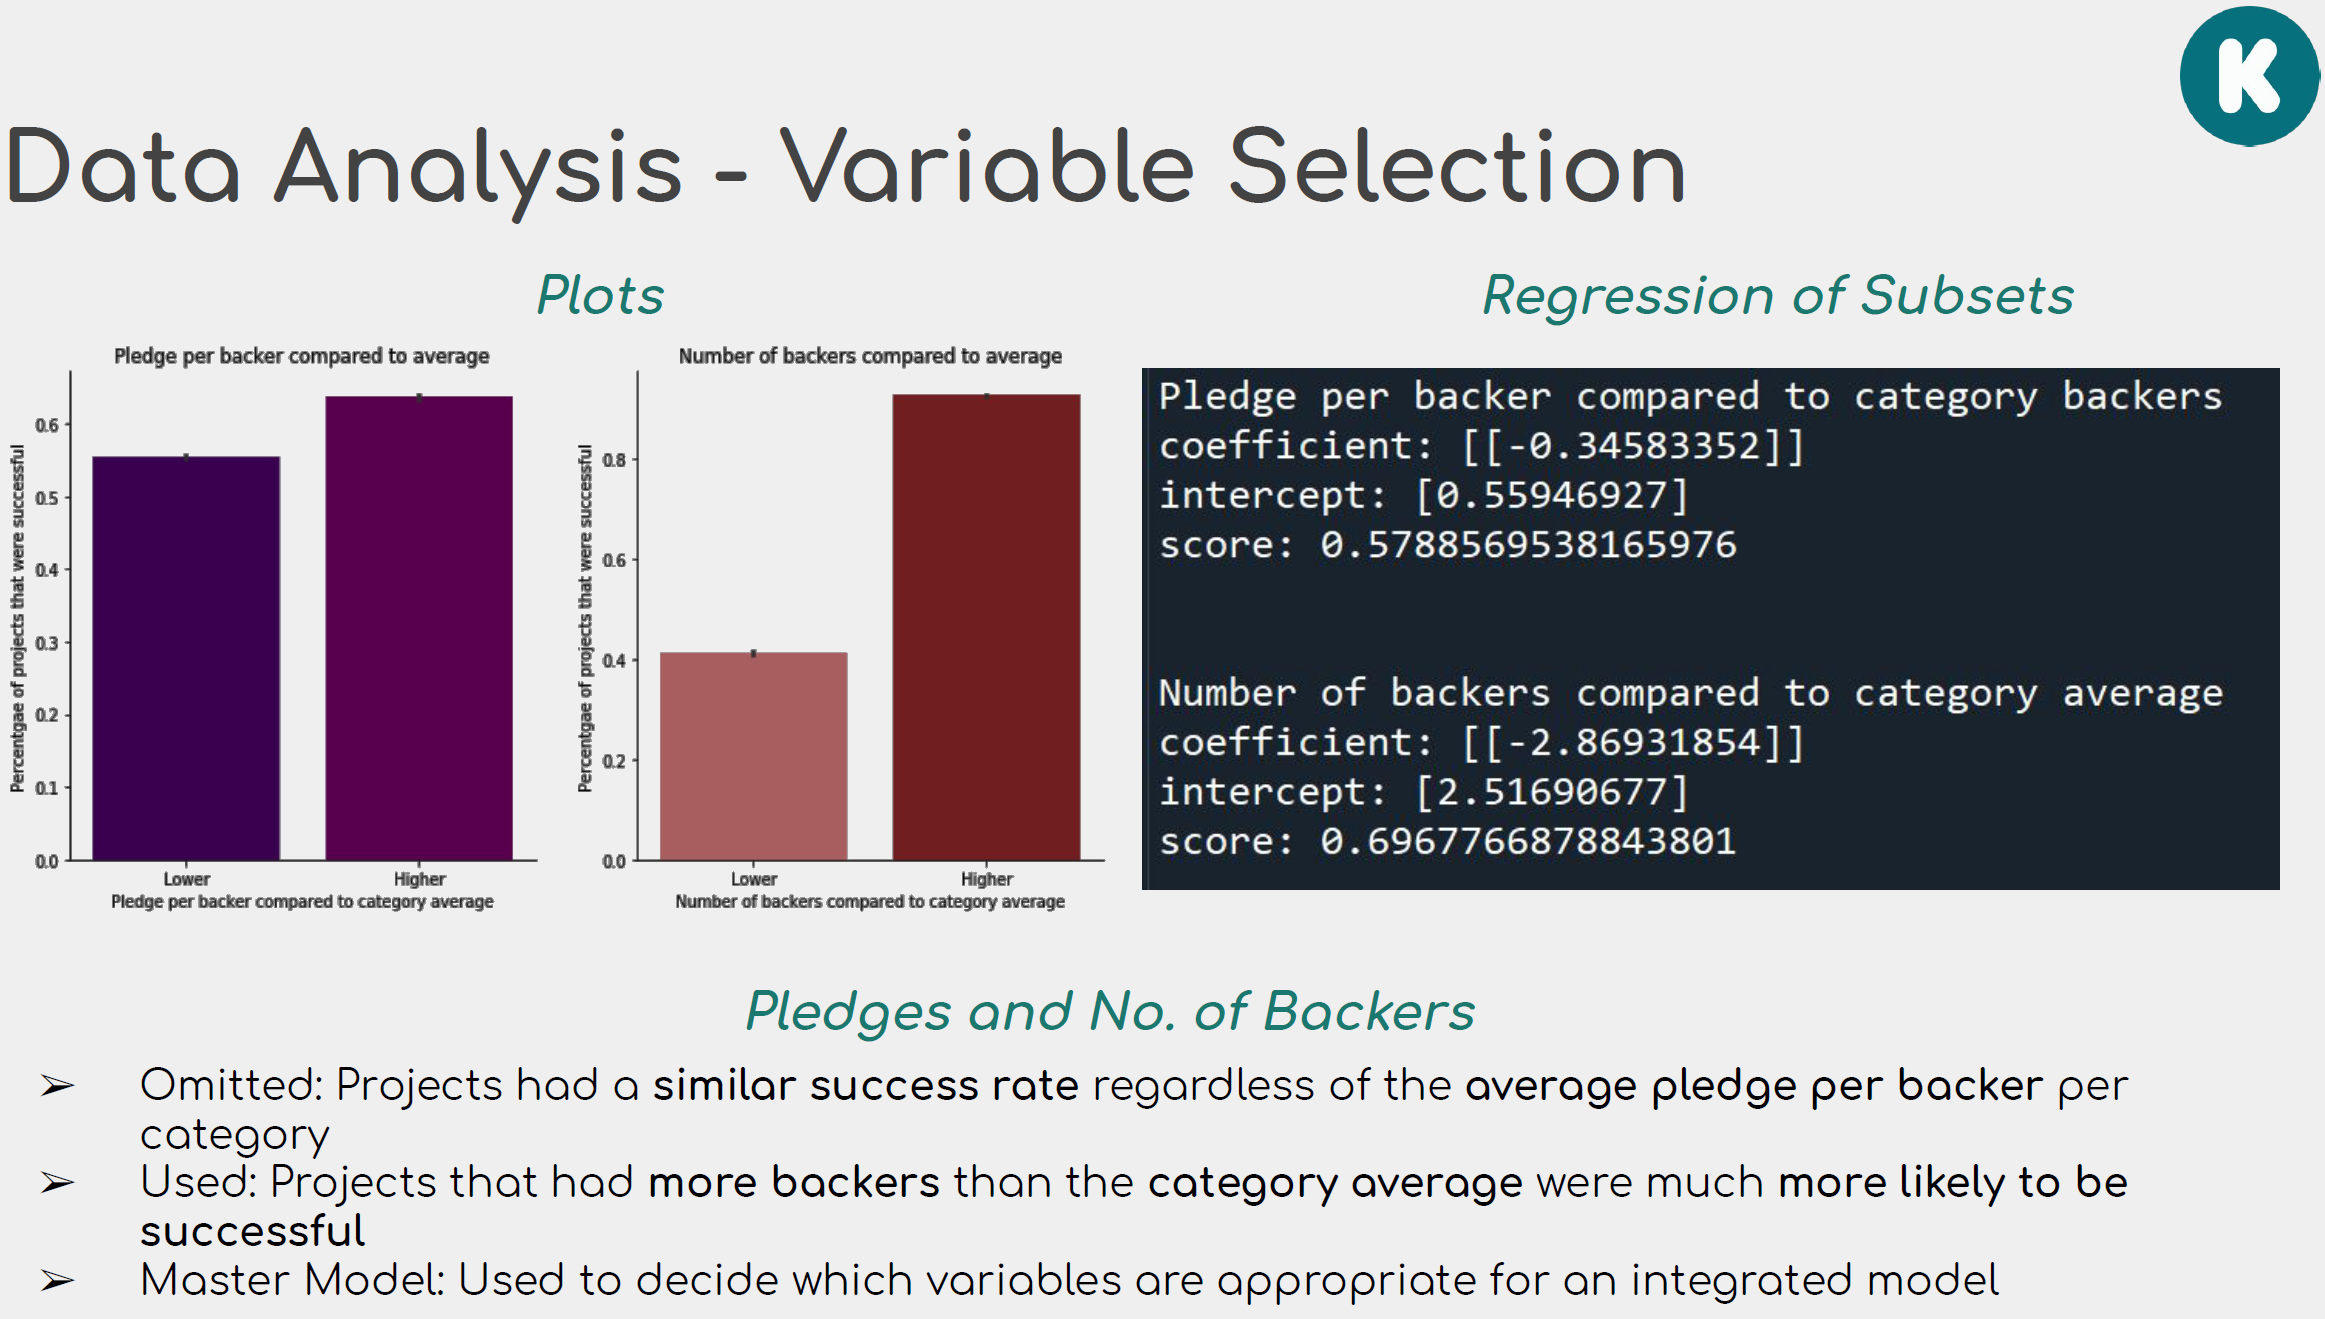 K
Data Analysis - Variable Selection
Plots
Regression of Subsets
Pledge per backer compared to average
Percentgae of projects that were successful
0.6
0.5
0.4
0.3
0.2
0.1
0.0
Lower
Higher
Pledge per backer compared to category average
Number of backers compared to average
Percentgae of projects that were successful
0.8
0.6
0.4
0.2
0.0
Lower
Higher
Number of backers compared to category average
Pledge per backer compared to category backers
coefficient: [[-0.34583352]]
intercept: [0.55946927]
score: 0.5788569538165976
Number of backers compared to category average
coefficient: [[-2.86931854]]
intercept: [2.51690677]
score: 0.6967766878843801
Pledges and No. of Backers
➢ Omitted: Projects had a similar success rate regardless of the average pledge per backer per
category
➢ Used: Projects that had more backers than the category average were much more likely to be
successful
➢ Master Model: Used to decide which variables are appropriate for an integrated model